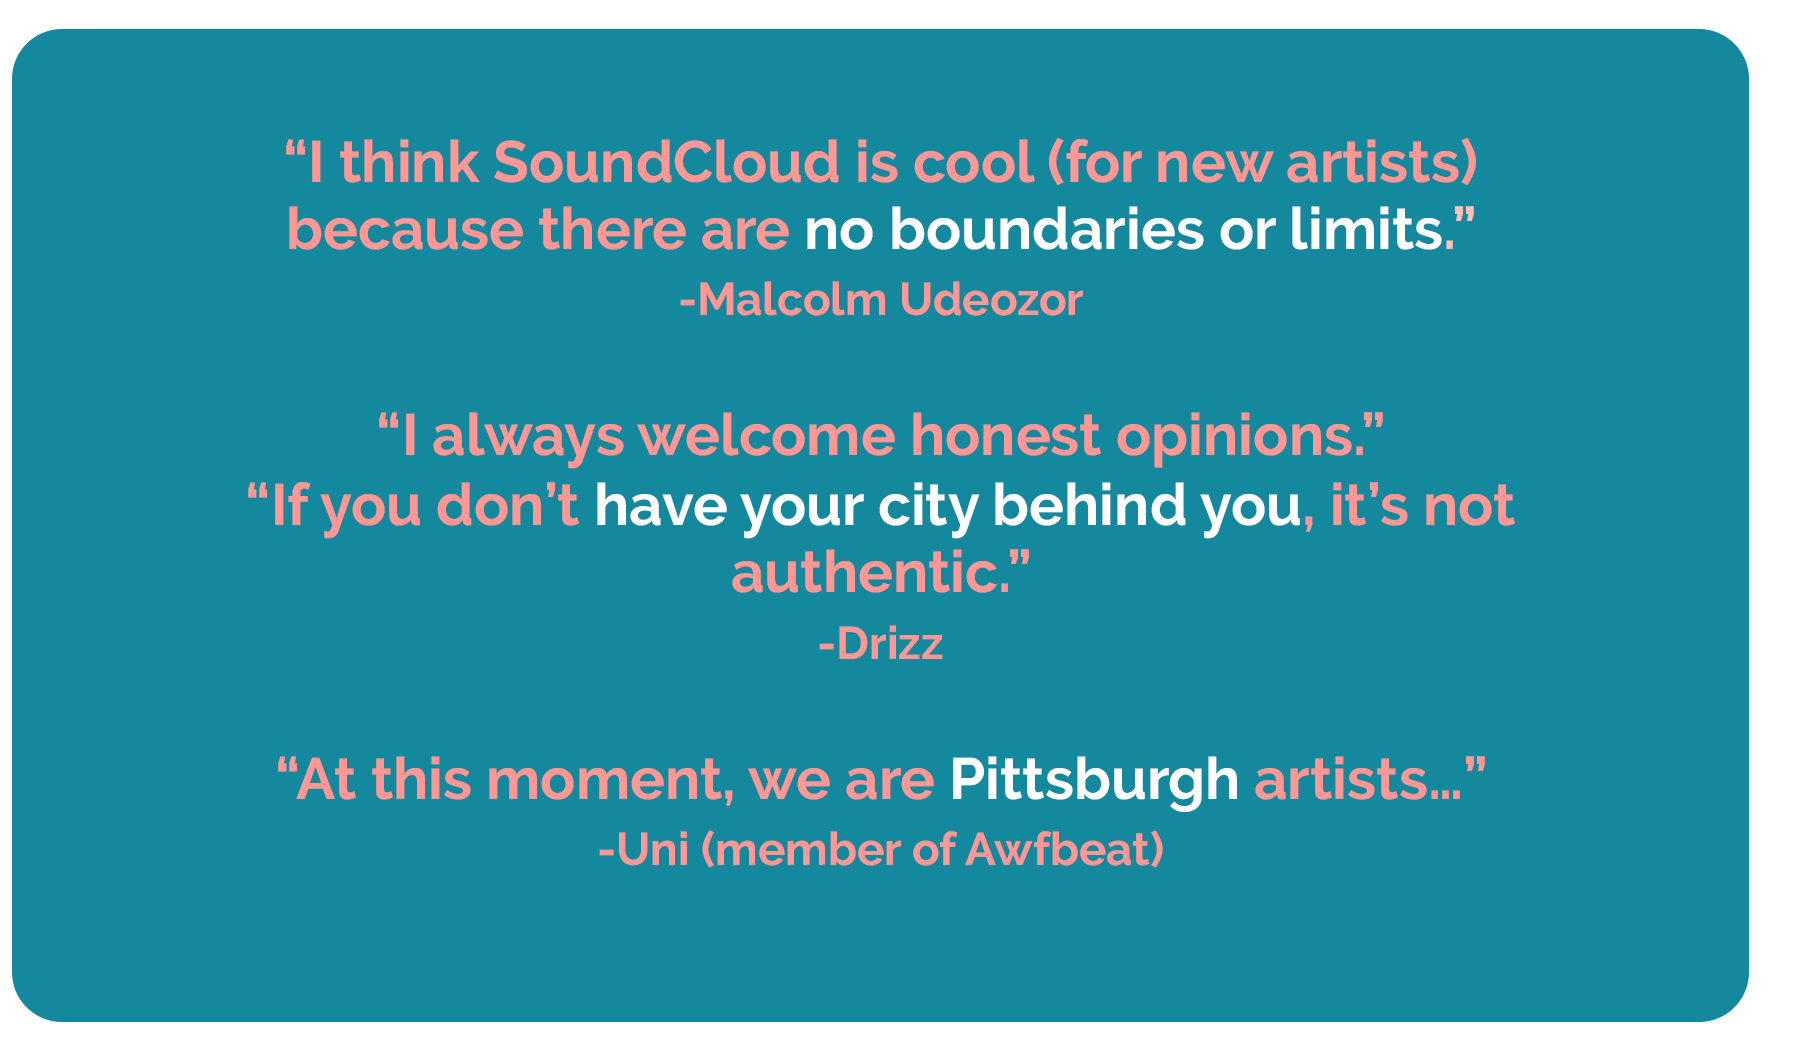 “I think SoundCloud is cool (for new artists)
because there are no boundaries or limits.”
-Malcolm Udeozor
“I always welcome honest opinions.”
“If you don’t have your city behind you, it’s not
authentic.”
-Drizz
“At this moment, we are Pittsburgh artists...”
-Uni (member of Awfbeat)